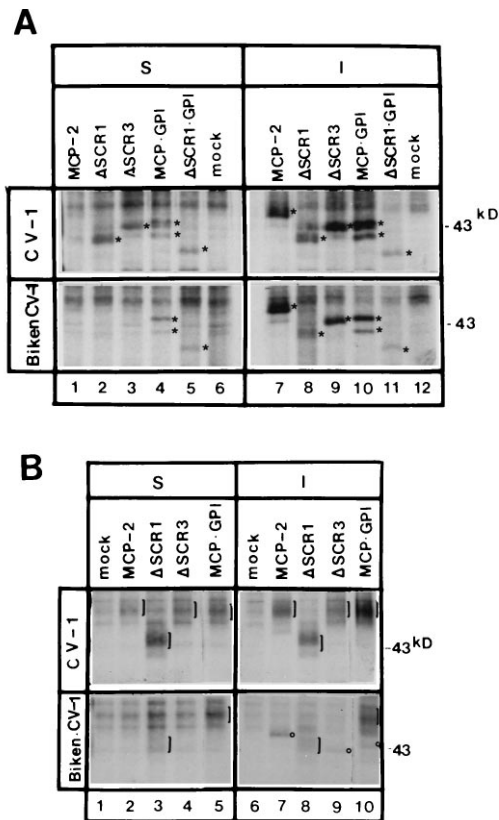 A
S I
MCP-2 ΔSCR1 ΔSCR3 MCP·GPI ΔSCR1·GPI mock MCP-2 ΔSCR1 ΔSCR3 MCP·GPI ΔSCR1·GPI mock
CV-1
* * * * * * * * * * *
- 43 kD
Biken CV-1
* * * * * * * * *
- 43
1 2 3 4 5 6 7 8 9 10 11 12
B
S I
mock MCP-2 ΔSCR1 ΔSCR3 MCP·GPI mock MCP-2 ΔSCR1 ΔSCR3 MCP·GPI
CV-1
-43 kD
Biken·CV-1
-43
1 2 3 4 5 6 7 8 9 10